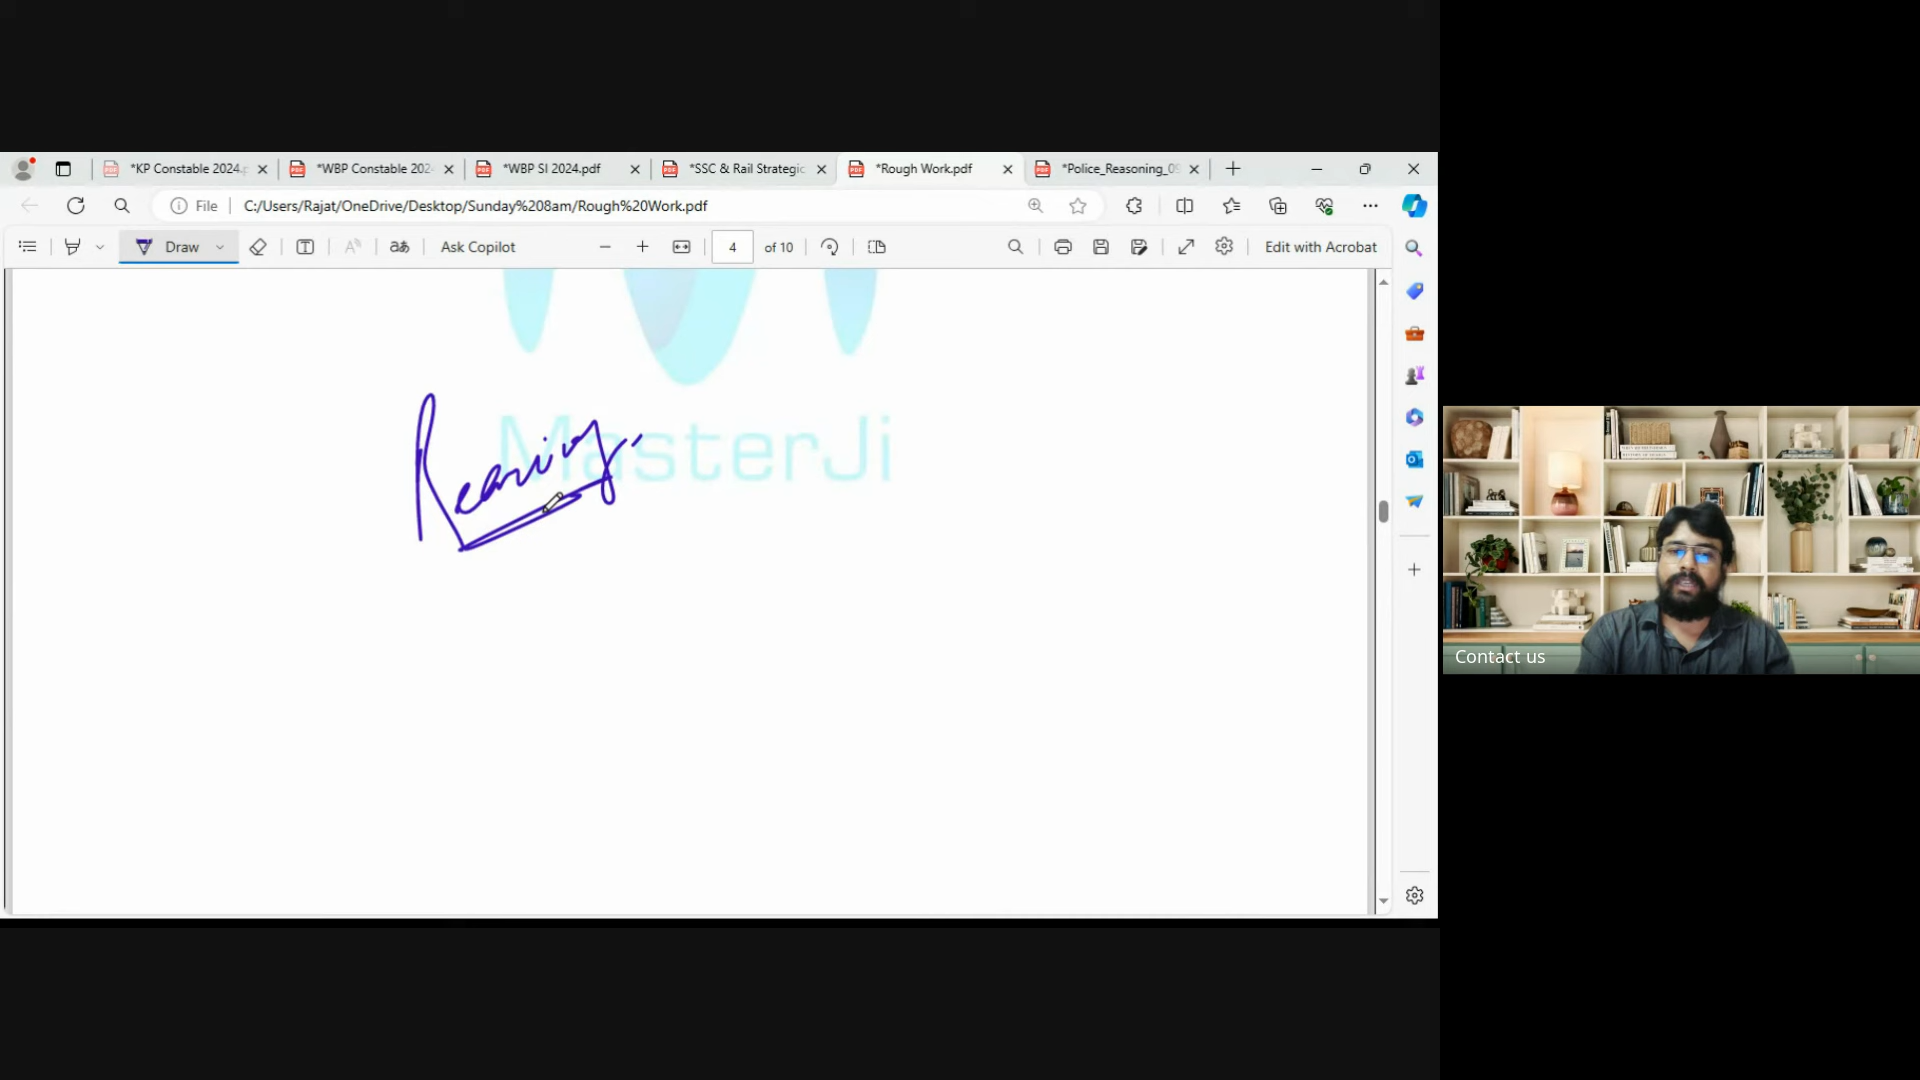 *KP Constable 2024.p
*WBP Constable 202
*WBP SI 2024.pdf
*SSC & Rail Strategic
*Rough Work.pdf
*Police_Reasoning_09
File
C:/Users/Rajat/OneDrive/Desktop/Sunday%208am/Rough%20Work.pdf
Draw
Ask Copilot
4
of 10
Edit with Acrobat
MasterJi
Contact us